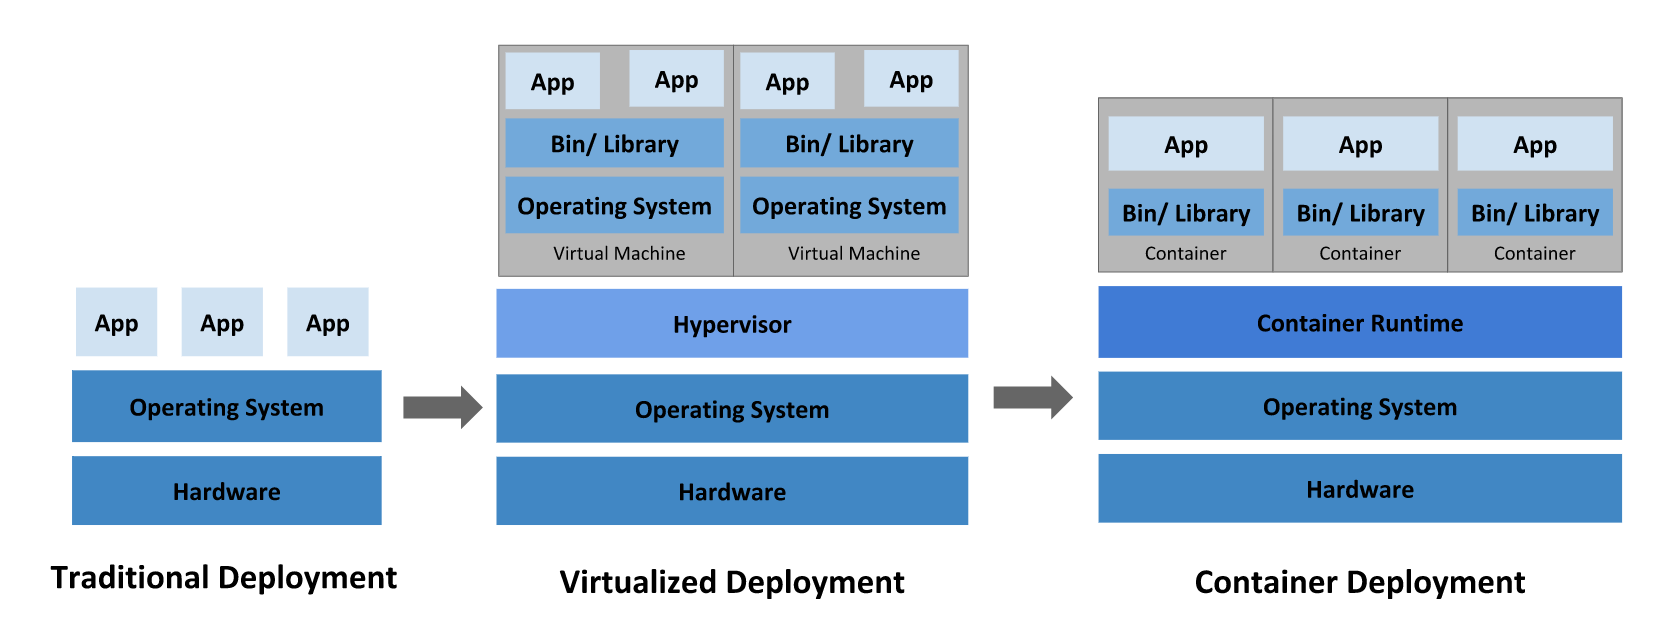 App App App
Operating System
Hardware
Traditional Deployment
App App App App
Bin/ Library Bin/ Library
Operating System Operating System
Virtual Machine Virtual Machine
Hypervisor
Operating System
Hardware
Virtualized Deployment
App App App
Bin/ Library Bin/ Library Bin/ Library
Container Container Container
Container Runtime
Operating System
Hardware
Container Deployment